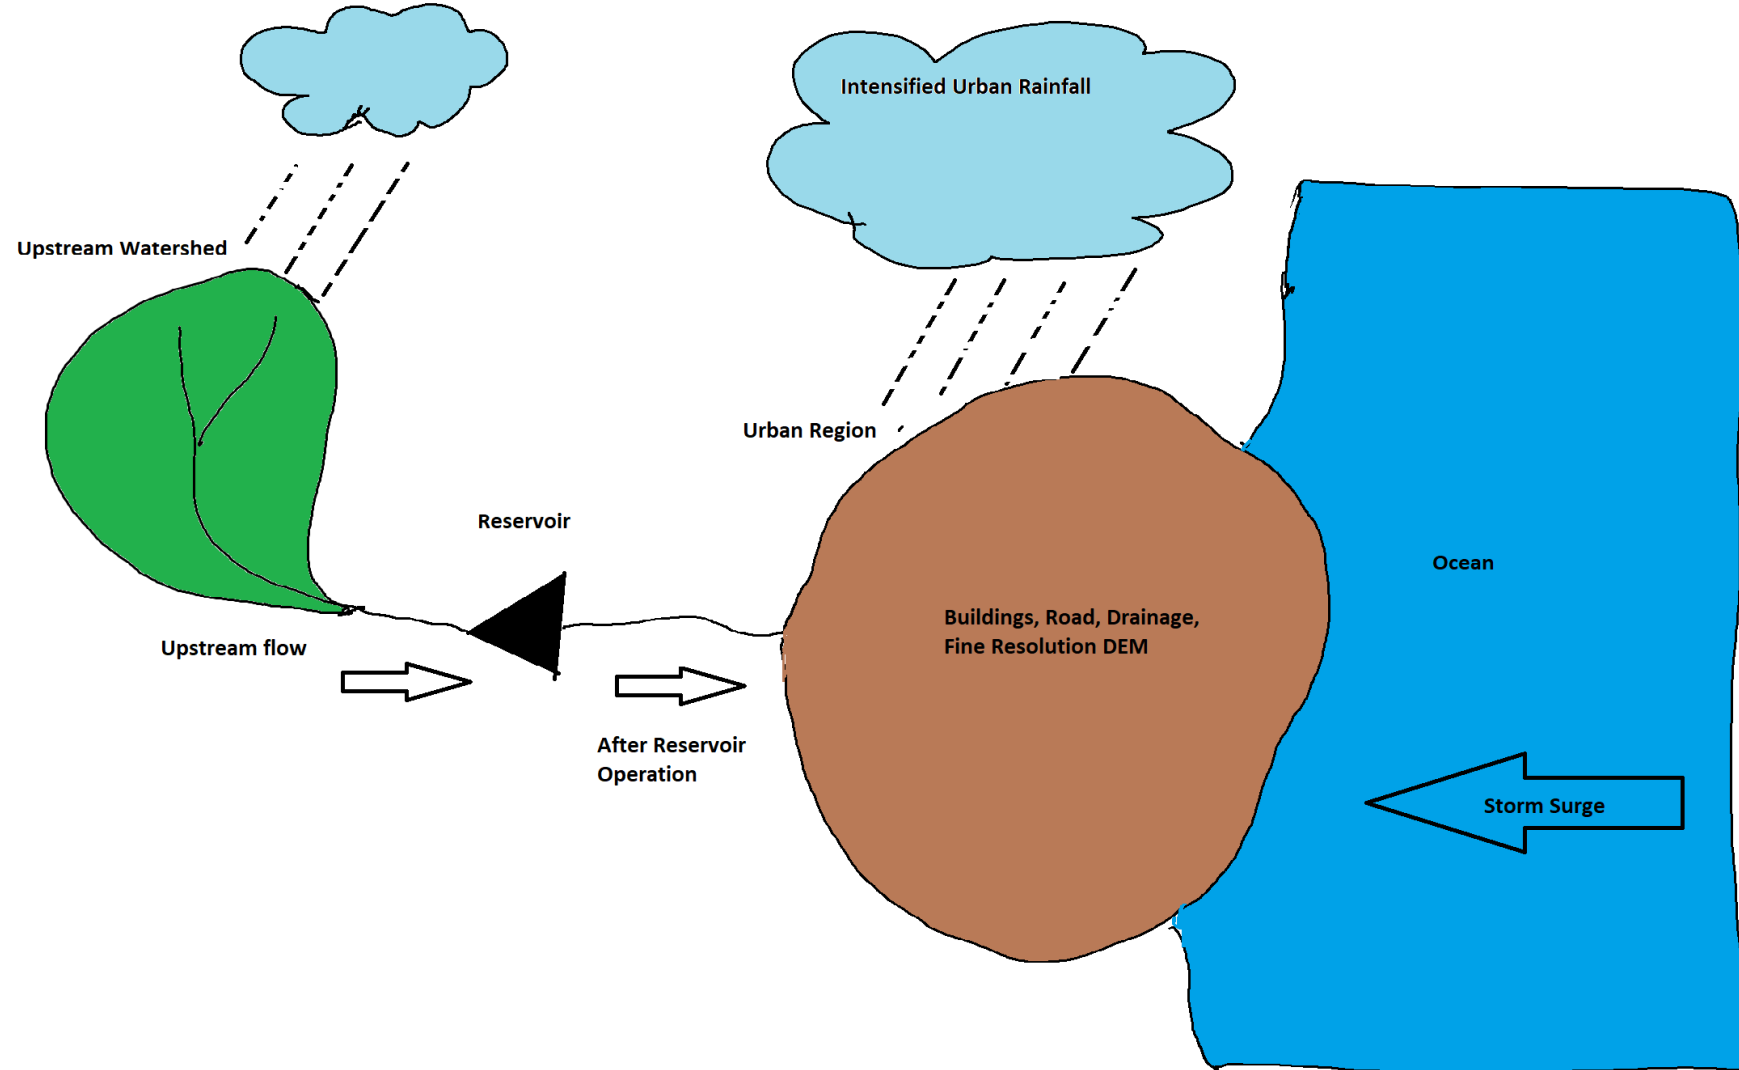 Intensified Urban Rainfall
Upstream Watershed
Urban Region
Reservoir
Ocean
Buildings, Road, Drainage,
Fine Resolution DEM
Upstream flow
After Reservoir
Operation
Storm Surge